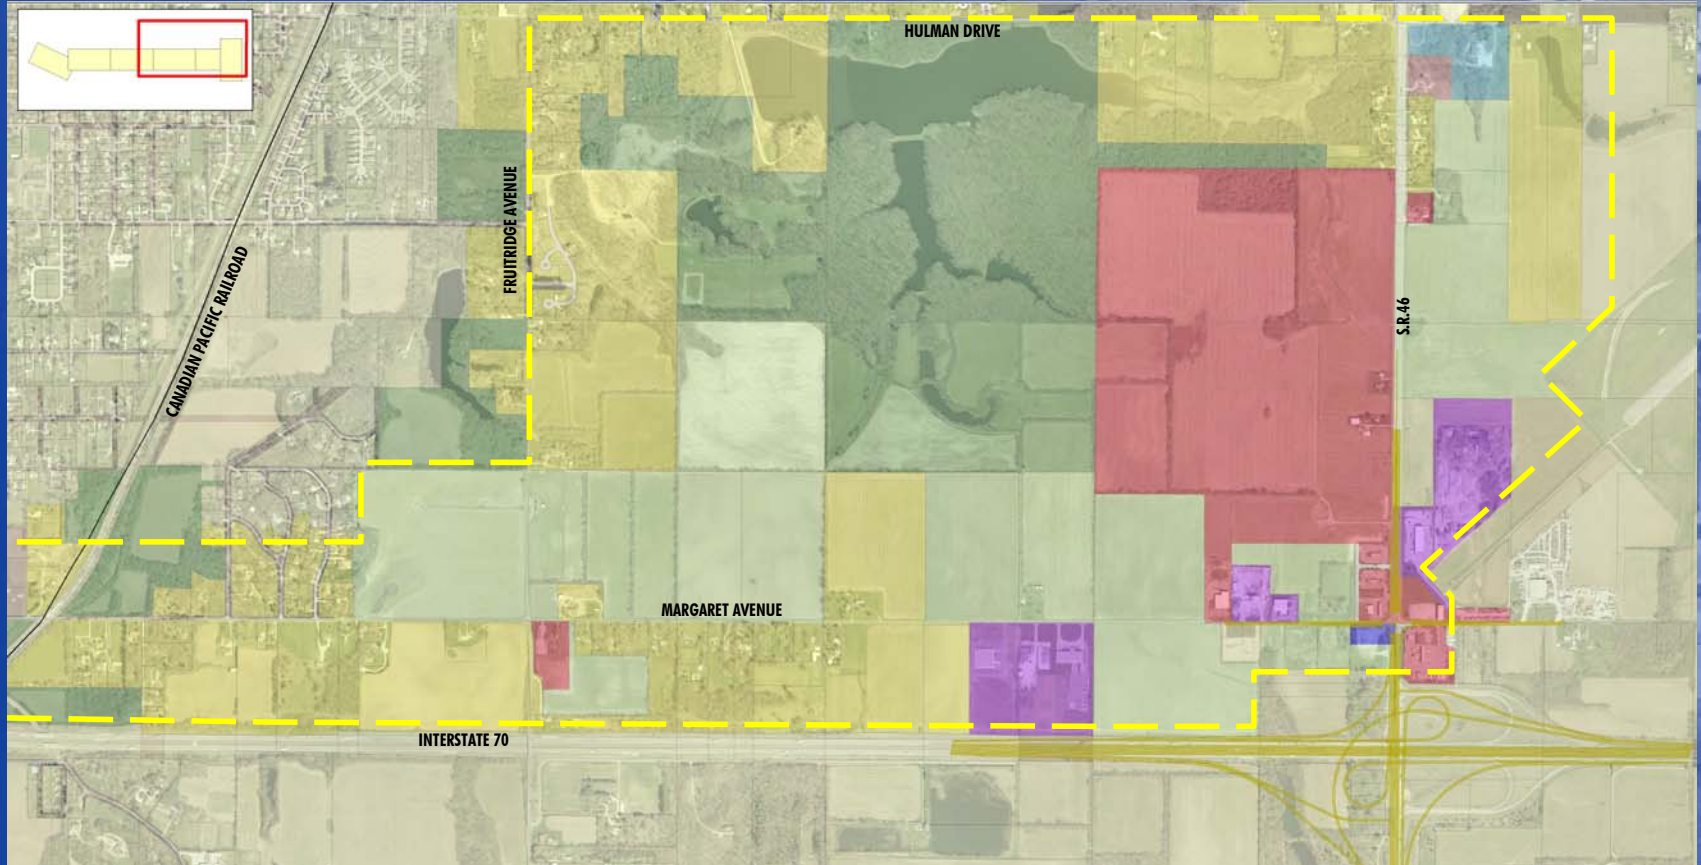 HULMAN DRIVE
FRUITRIDGE AVENUE
CANADIAN PACIFIC RAILROAD
S.R.46
MARGARET AVENUE
INTERSTATE 70